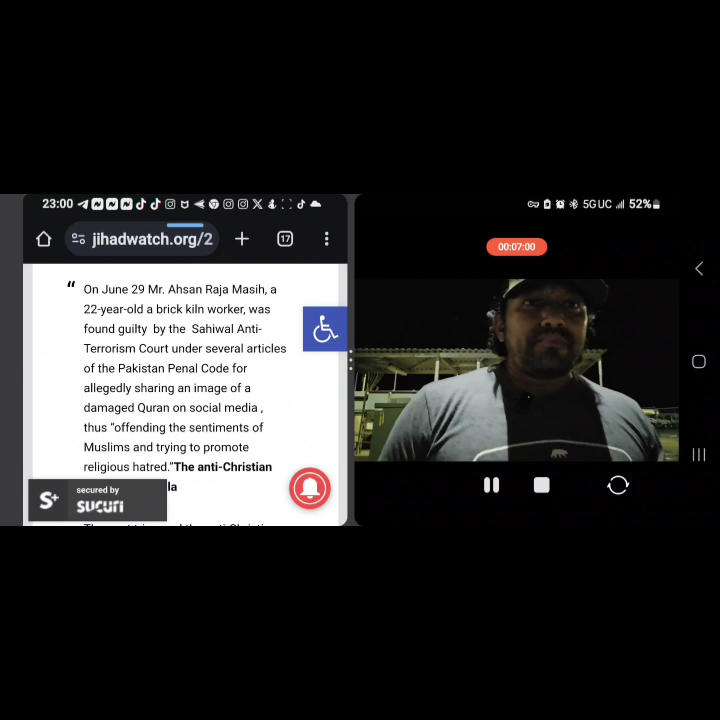 23:00
jihadwatch.org/2
17
“ On June 29 Mr. Ahsan Raja Masih, a
22-year-old a brick kiln worker, was
found guilty by the Sahiwal Anti-
Terrorism Court under several articles
of the Pakistan Penal Code for
allegedly sharing an image of a
damaged Quran on social media ,
thus "offending the sentiments of
Muslims and trying to promote
religious hatred."The anti-Christian
la
secured by
S+ SUCURI
5GUC 52%
00:07:00